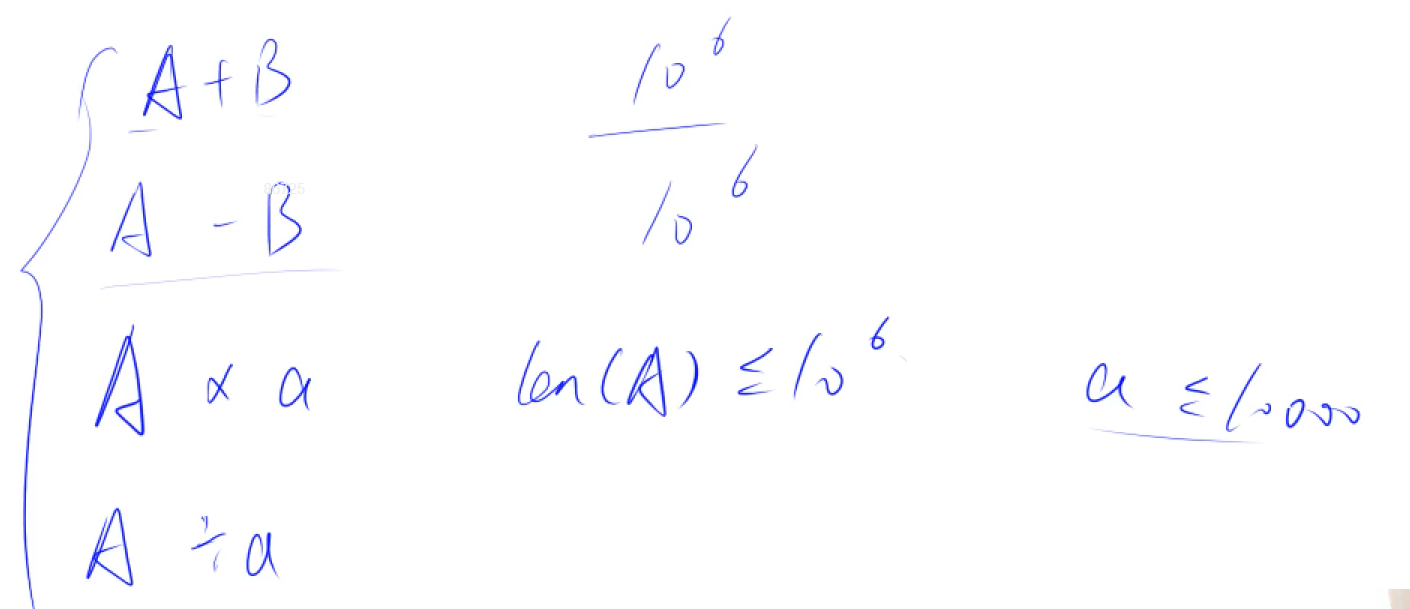 A + B
10^6
A - B
10^6
A × a
len(A) ≤ 10^6
a ≤ 10000
A ÷ a